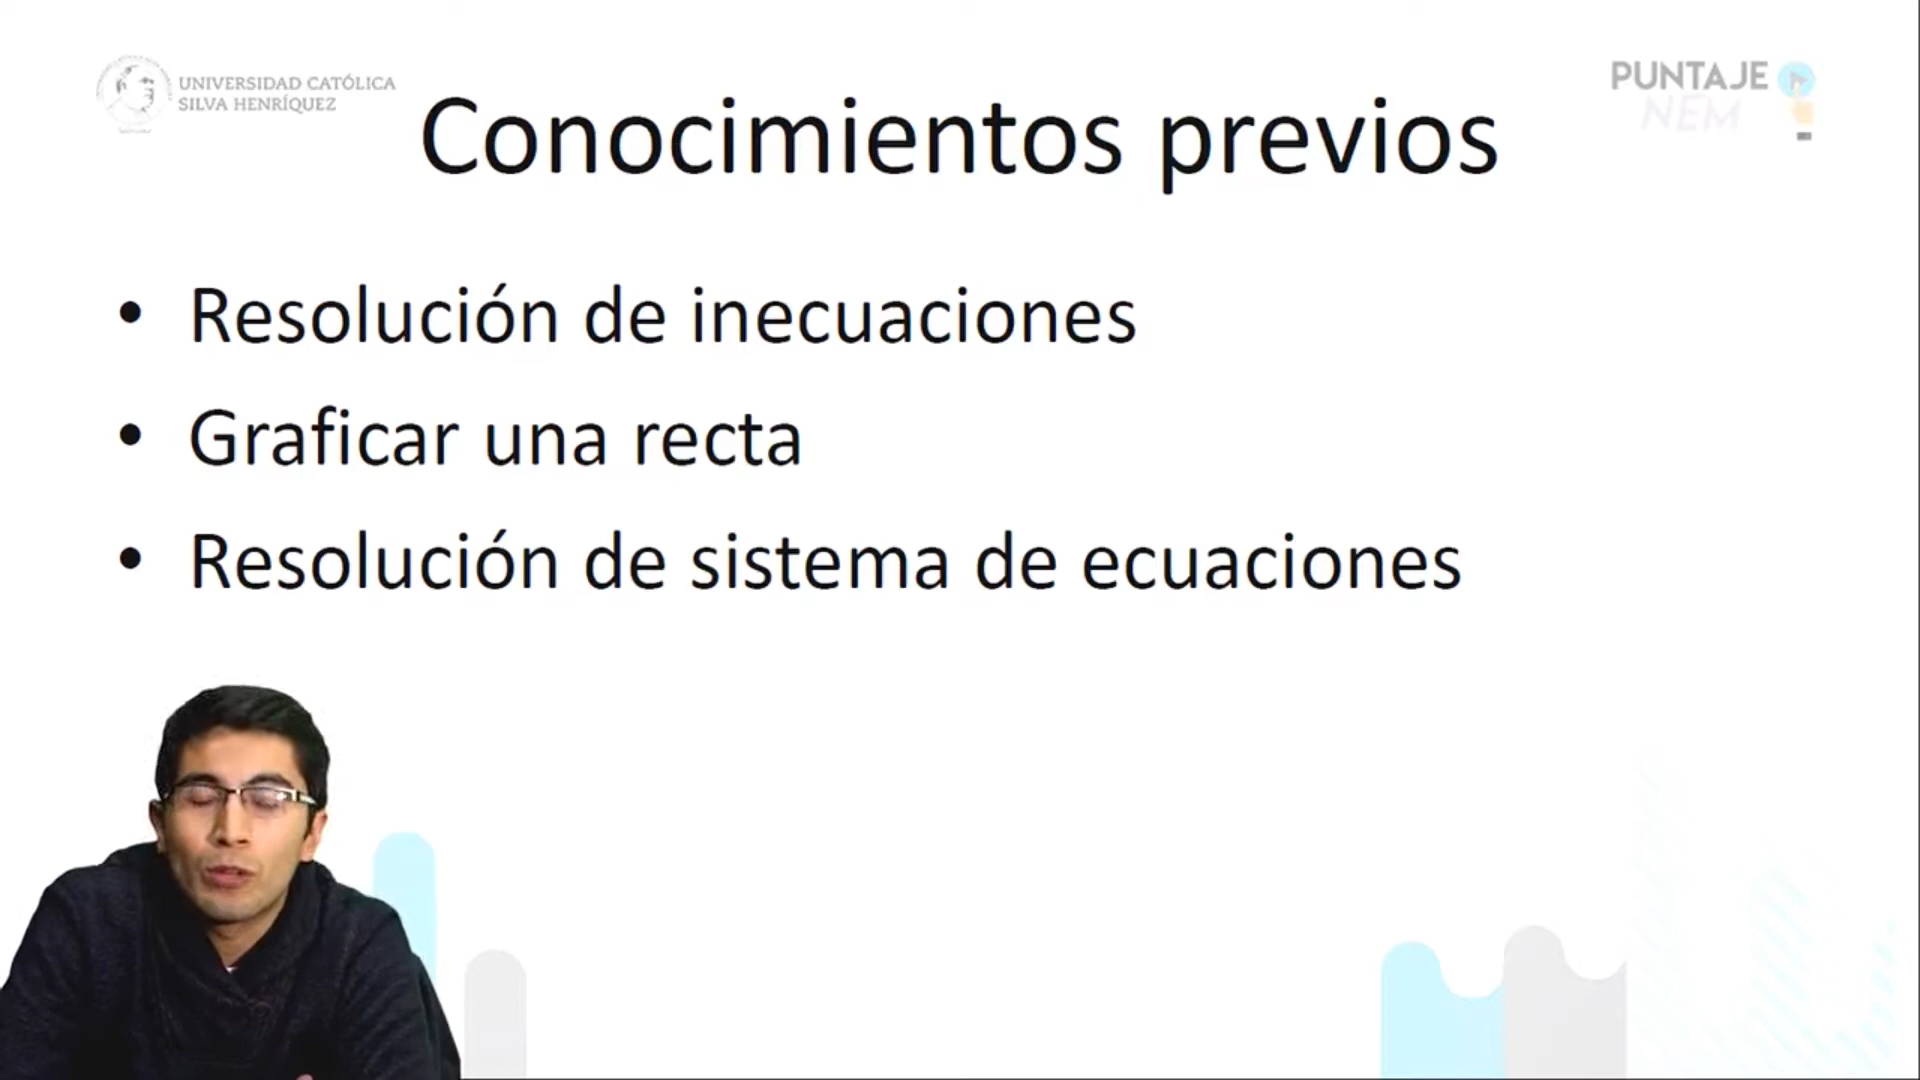 UNIVERSIDAD CATÓLICA
SILVA HENRÍQUEZ
PUNTAJE
NEM
Conocimientos previos
• Resolución de inecuaciones
• Graficar una recta
• Resolución de sistema de ecuaciones